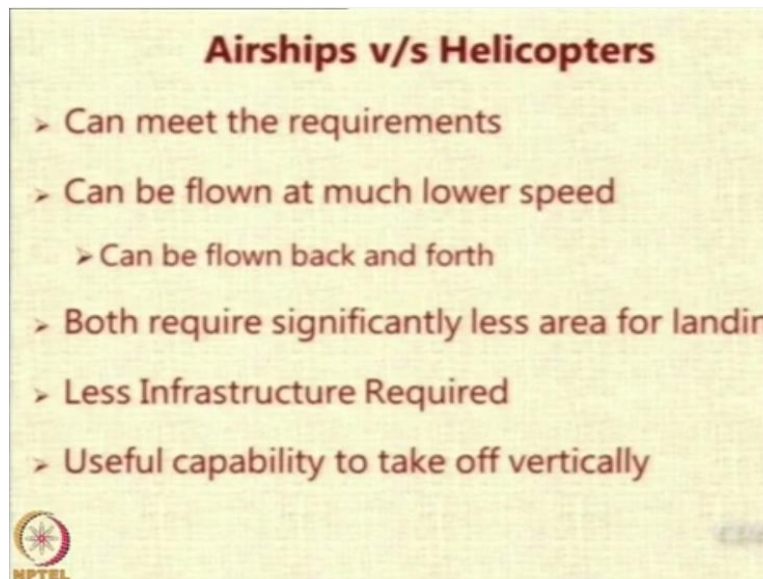 Airships v/s Helicopters
➢ Can meet the requirements
➢ Can be flown at much lower speed
➢ Can be flown back and forth
➢ Both require significantly less area for landin
➢ Less Infrastructure Required
➢ Useful capability to take off vertically
NPTEL